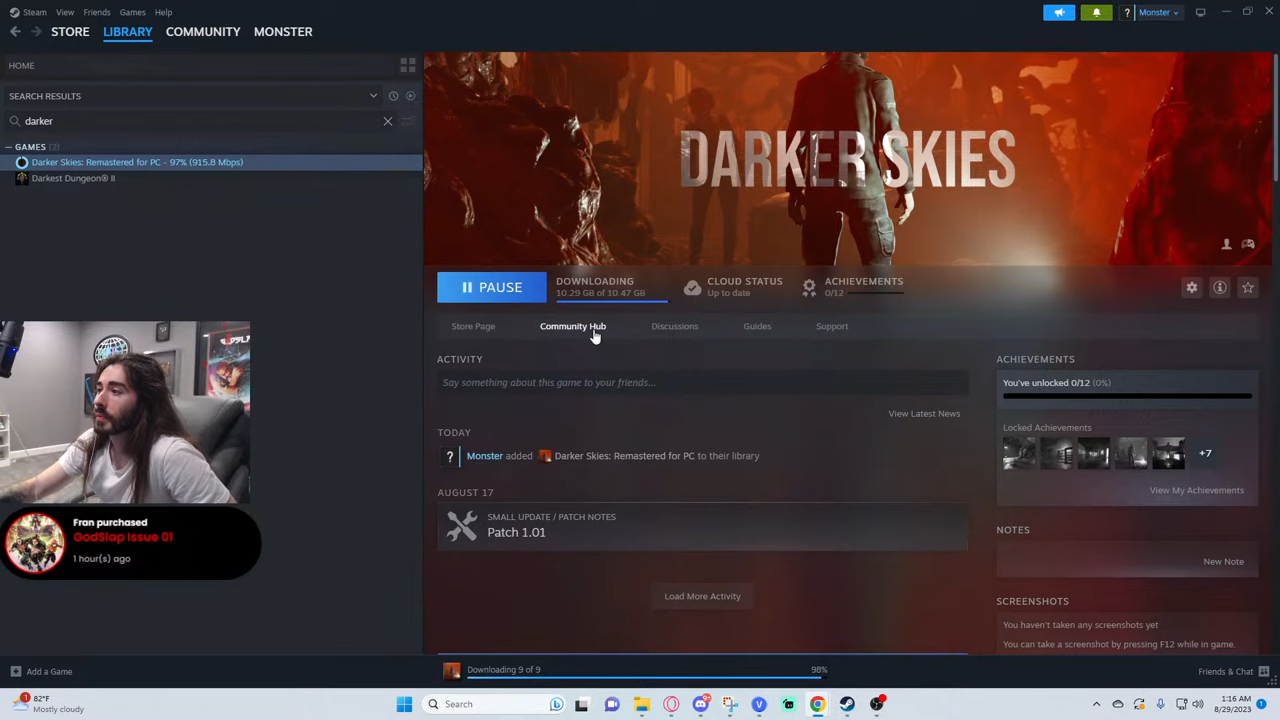 Steam View Friends Games Help
Monster
STORE LIBRARY COMMUNITY MONSTER
HOME
SEARCH RESULTS
darker
GAMES (2)
Darker Skies: Remastered for PC - 97% (915.8 Mbps)
Darkest Dungeon® II
DARKER SKIES
PAUSE
DOWNLOADING
10.29 GB of 10.47 GB
CLOUD STATUS
Up to date
ACHIEVEMENTS
0/12
Store Page Community Hub Discussions Guides Support
ACTIVITY
Say something about this game to your friends...
View Latest News
TODAY
? Monster added Darker Skies: Remastered for PC to their library
AUGUST 17
SMALL UPDATE / PATCH NOTES
Patch 1.01
Load More Activity
ACHIEVEMENTS
You've unlocked 0/12 (0%)
Locked Achievements
+7
View My Achievements
NOTES
New Note
SCREENSHOTS
You haven't taken any screenshots yet
You can take a screenshot by pressing F12 while in game.
Fran purchased
GodSlap Issue 01
1 hour(s) ago
Add a Game
Downloading 9 of 9
98%
Friends & Chat
1
82°F
Mostly cloudy
Search
9+
1:16 AM
8/29/2023